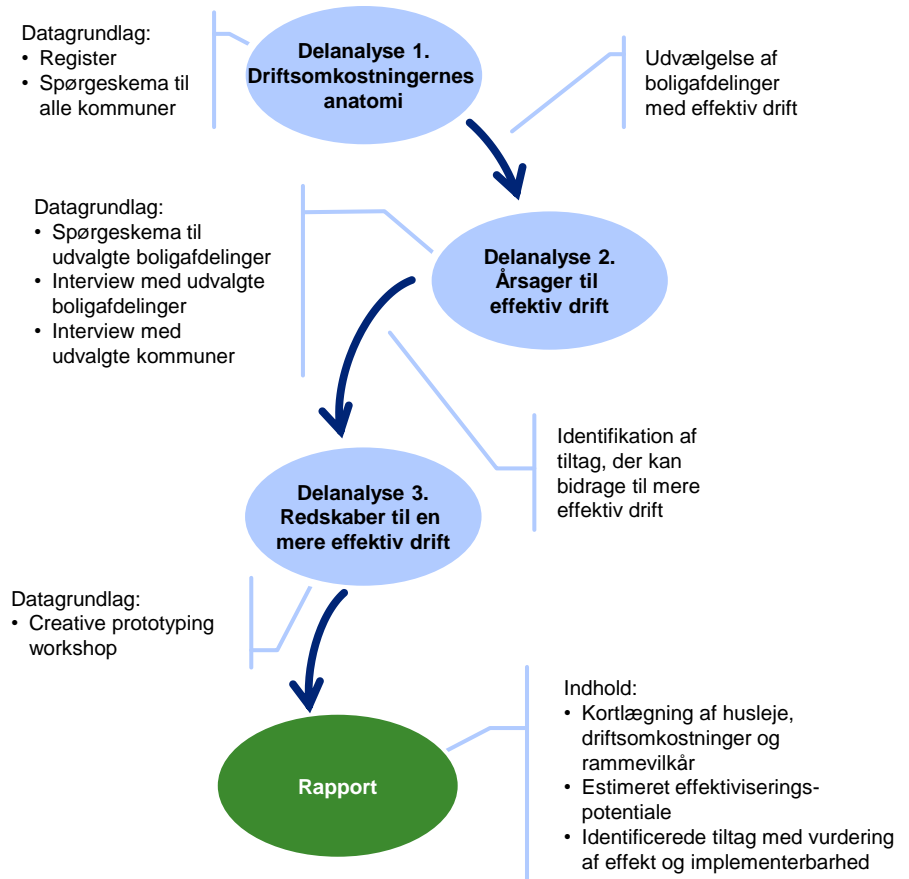 Datagrundlag:
• Register
• Spørgeskema til
alle kommuner
Delanalyse 1.
Driftsomkostningernes
anatomi
Udvælgelse af
boligafdelinger
med effektiv drift
Datagrundlag:
• Spørgeskema til
udvalgte boligafdelinger
• Interview med udvalgte
boligafdelinger
• Interview med
udvalgte kommuner
Delanalyse 2.
Årsager til
effektiv drift
Identifikation af
tiltag, der kan
bidrage til mere
effektiv drift
Delanalyse 3.
Redskaber til en
mere effektiv drift
Datagrundlag:
• Creative prototyping
workshop
Rapport
Indhold:
• Kortlægning af husleje,
driftsomkostninger og
rammevilkår
• Estimeret effektiviserings-
potentiale
• Identificerede tiltag med vurdering
af effekt og implementerbarhed